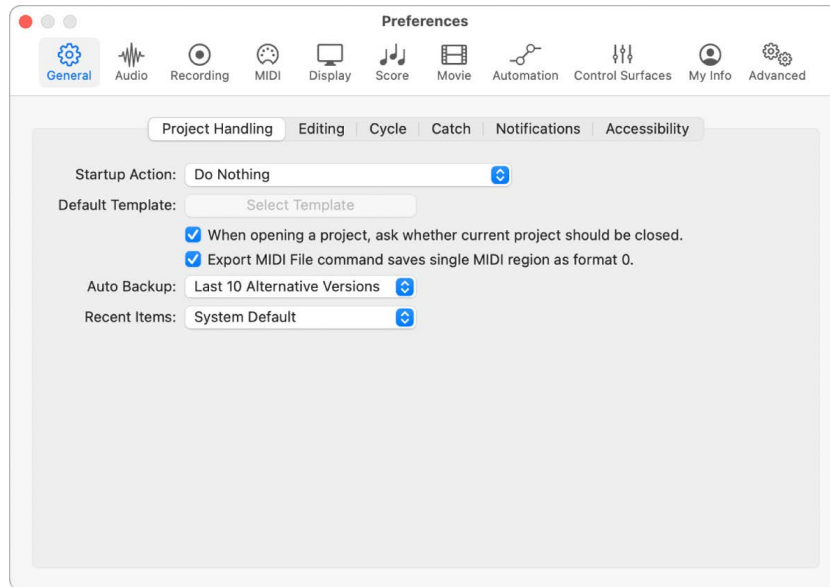 Preferences
General Audio Recording MIDI Display Score Movie Automation Control Surfaces My Info Advanced
Project Handling Editing Cycle Catch Notifications Accessibility
Startup Action: Do Nothing
Default Template: Select Template
When opening a project, ask whether current project should be closed.
Export MIDI File command saves single MIDI region as format 0.
Auto Backup: Last 10 Alternative Versions
Recent Items: System Default